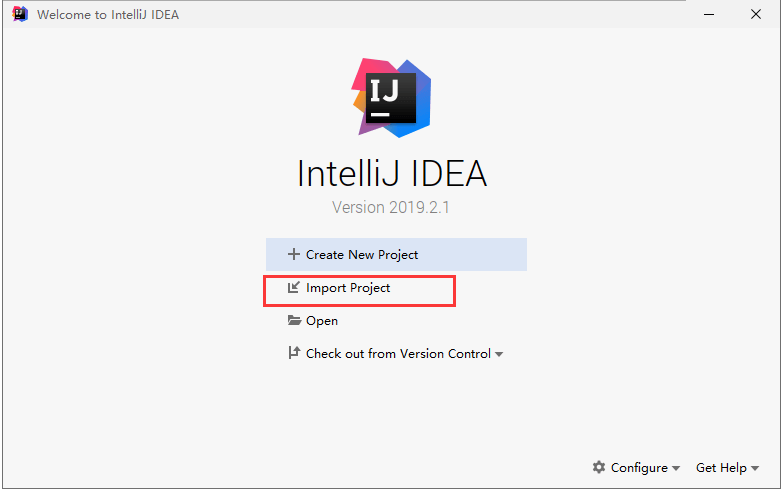 Welcome to IntelliJ IDEA
IJ
IntelliJ IDEA
Version 2019.2.1
Create New Project
Import Project
Open
Check out from Version Control
Configure
Get Help